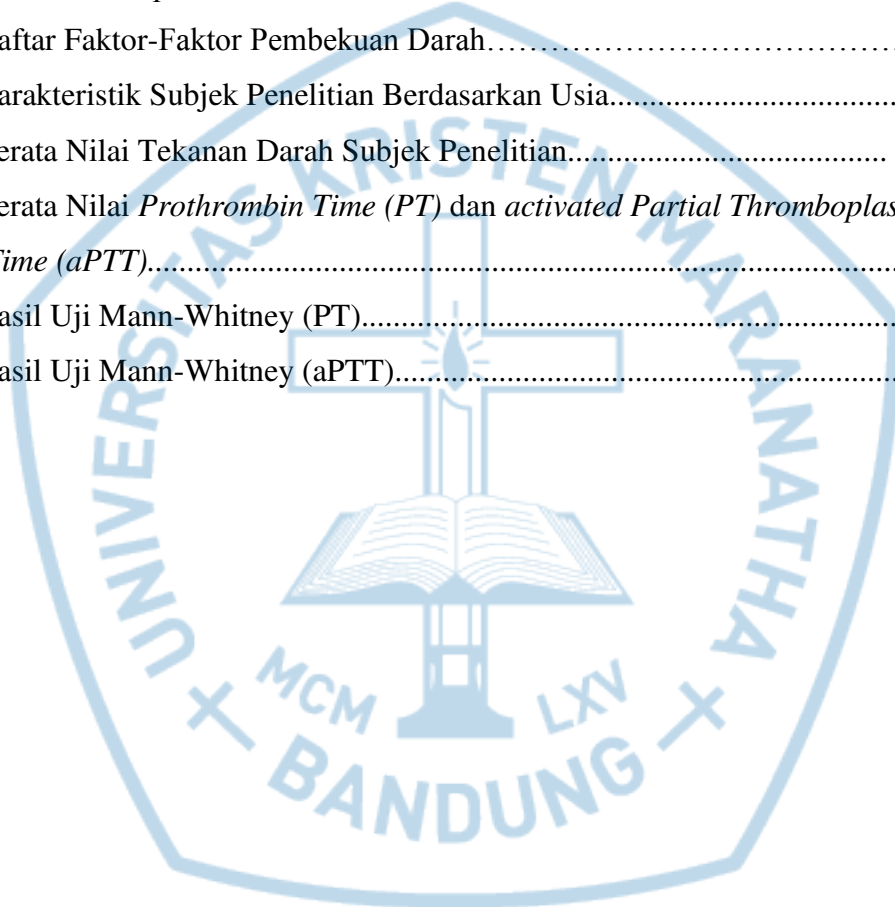 aftar Faktor-Faktor Pembekuan Darah……………………………………
arakteristik Subjek Penelitian Berdasarkan Usia...................................
erata Nilai Tekanan Darah Subjek Penelitian.......................................
erata Nilai Prothrombin Time (PT) dan activated Partial Thromboplas
Time (aPTT)............................................................................................
asil Uji Mann-Whitney (PT)..................................................................
asil Uji Mann-Whitney (aPTT)..............................................................
UNIVERSITAS KRISTEN MARANATHA
MCM LXV
BANDUNG